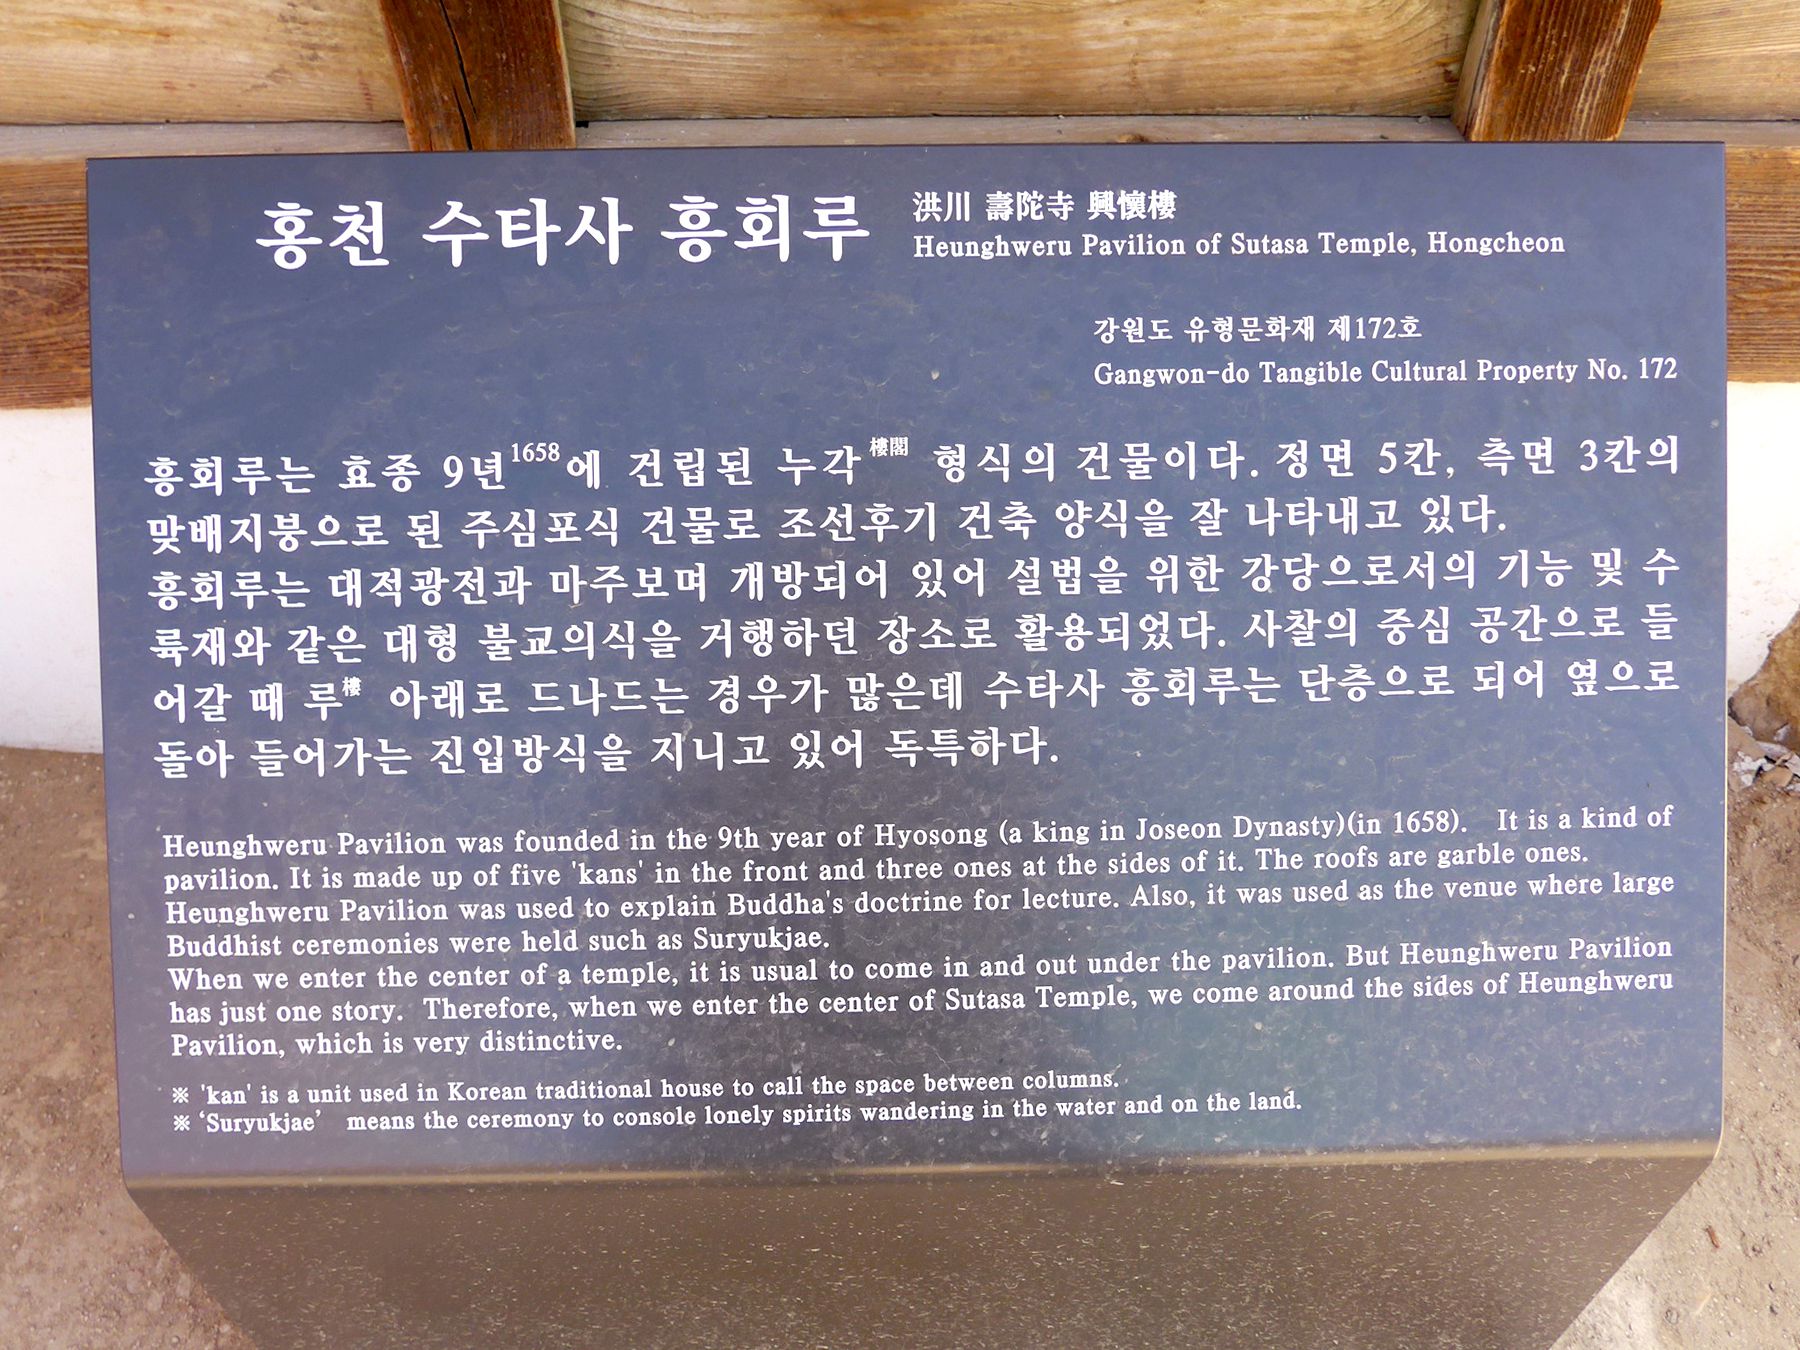 홍천 수타사 흥회루
洪川 壽陀寺 興懷樓
Heunghweru Pavilion of Sutasa Temple, Hongcheon
강원도 유형문화재 제172호
Gangwon-do Tangible Cultural Property No. 172
흥회루는 효종 9년1658에 건립된 누각樓閣 형식의 건물이다. 정면 5칸, 측면 3칸의
맞배지붕으로 된 주심포식 건물로 조선후기 건축 양식을 잘 나타내고 있다.
흥회루는 대적광전과 마주보며 개방되어 있어 설법을 위한 강당으로서의 기능 및 수
륙재와 같은 대형 불교의식을 거행하던 장소로 활용되었다. 사찰의 중심 공간으로 들
어갈 때 루樓 아래로 드나드는 경우가 많은데 수타사 흥회루는 단층으로 되어 옆으로
돌아 들어가는 진입방식을 지니고 있어 독특하다.
Heunghweru Pavilion was founded in the 9th year of Hyosong (a king in Joseon Dynasty)(in 1658). It is a kind of
pavilion. It is made up of five 'kans' in the front and three ones at the sides of it. The roofs are garble ones.
Heunghweru Pavilion was used to explain Buddha's doctrine for lecture. Also, it was used as the venue where large
Buddhist ceremonies were held such as Suryukjae.
When we enter the center of a temple, it is usual to come in and out under the pavilion. But Heunghweru Pavilion
has just one story. Therefore, when we enter the center of Sutasa Temple, we come around the sides of Heunghweru
Pavilion, which is very distinctive.
※ 'kan' is a unit used in Korean traditional house to call the space between columns.
※ ‘Suryukjae’ means the ceremony to console lonely spirits wandering in the water and on the land.